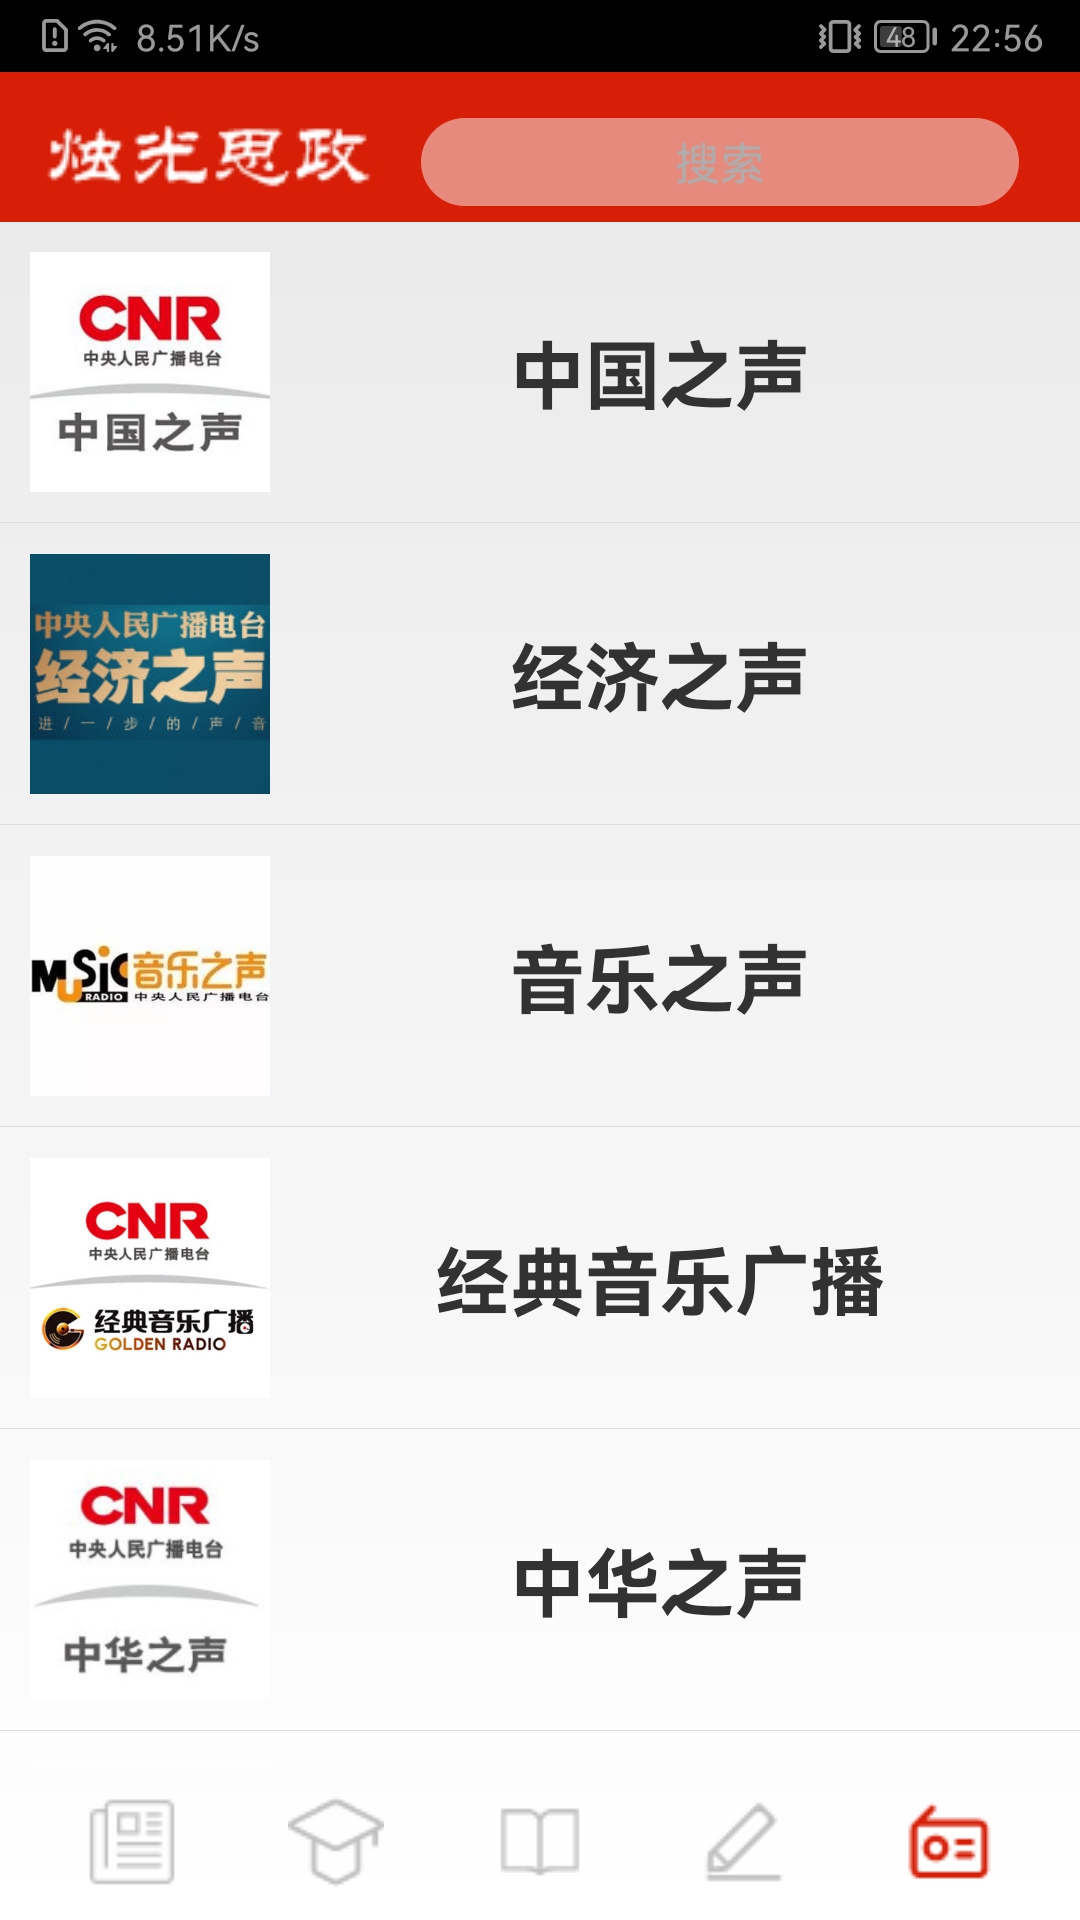 8.51K/s
48
22:56
烛光思政
搜索
CNR
中央人民广播电台
中国之声
中国之声
中央人民广播电台
经济之声
进/一/步/的/声/音
经济之声
MUSIC音乐之声
RADIO 中央人民广播电台
音乐之声
CNR
中央人民广播电台
经典音乐广播
GOLDEN RADIO
经典音乐广播
CNR
中央人民广播电台
中华之声
中华之声